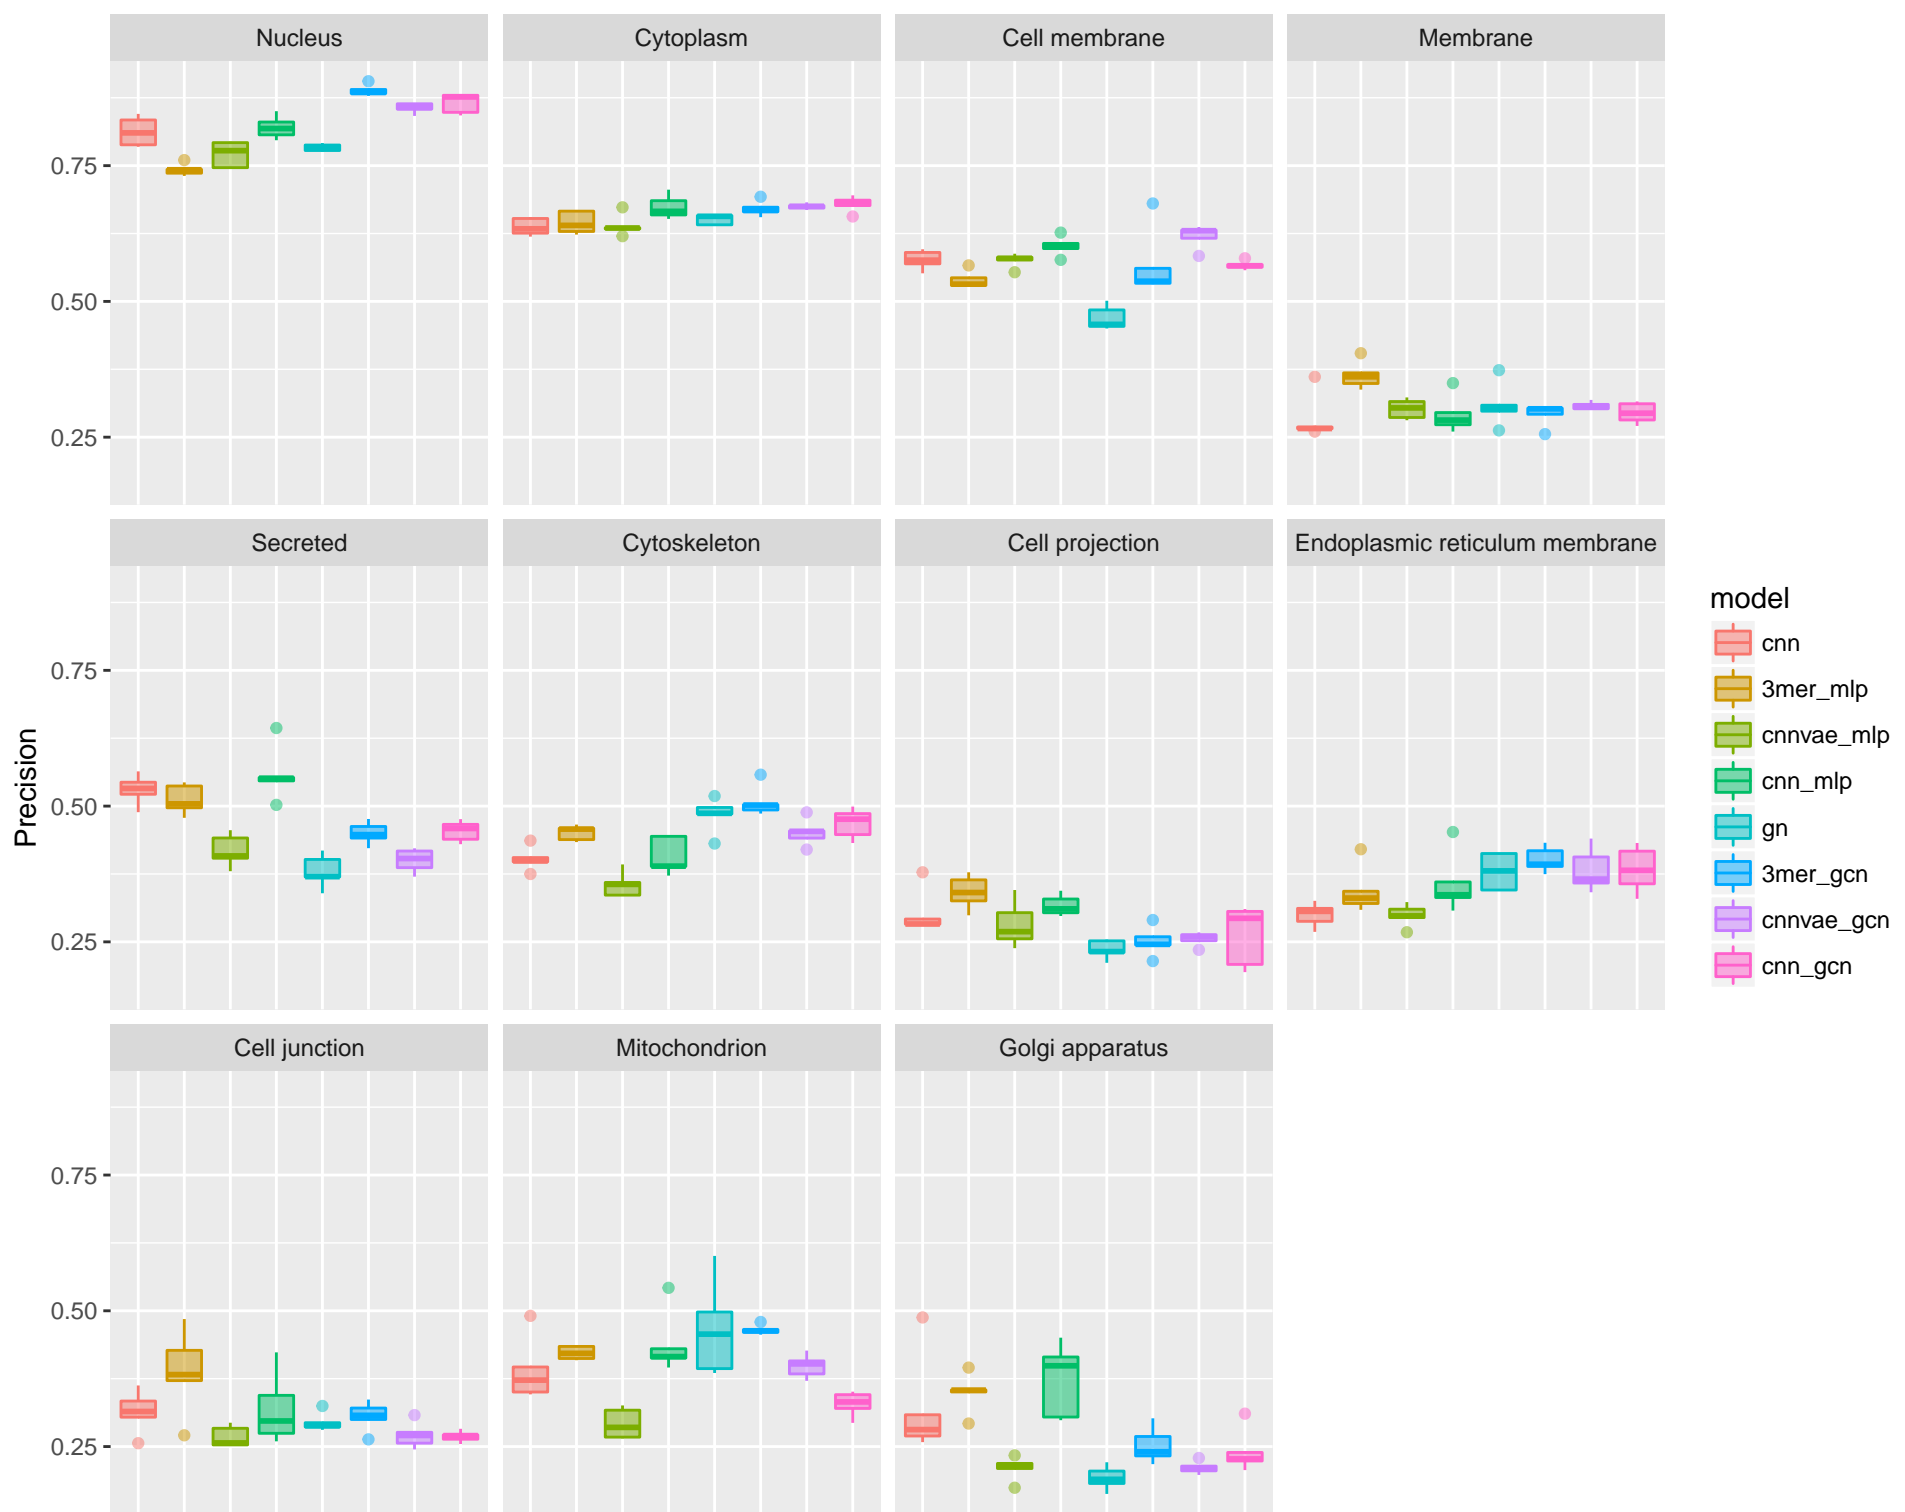 Nucleus
Cytoplasm
Cell membrane
Membrane
0.75
0.50
0.25
Secreted
Cytoskeleton
Cell projection
Endoplasmic reticulum membrane
0.75
0.50
0.25
Precision
Cell junction
Mitochondrion
Golgi apparatus
0.75
0.50
0.25
model
cnn
3mer_mlp
cnnvae_mlp
cnn_mlp
gn
3mer_gcn
cnnvae_gcn
cnn_gcn